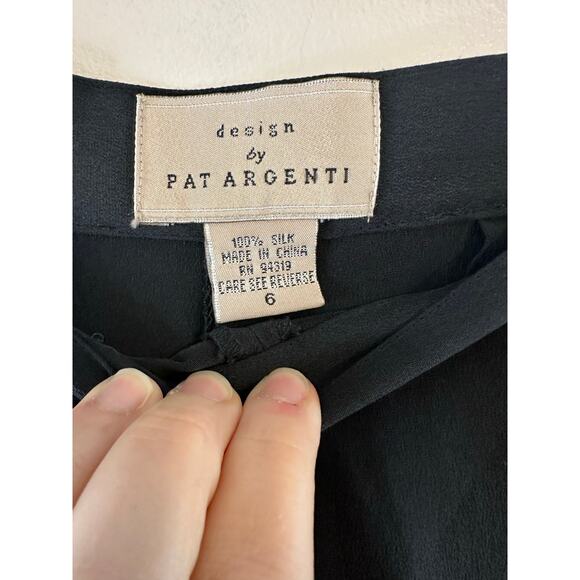 design
by
PAT ARGENTI
100% SILK
MADE IN CHINA
RN 94319
CARE SEE REVERSE
6